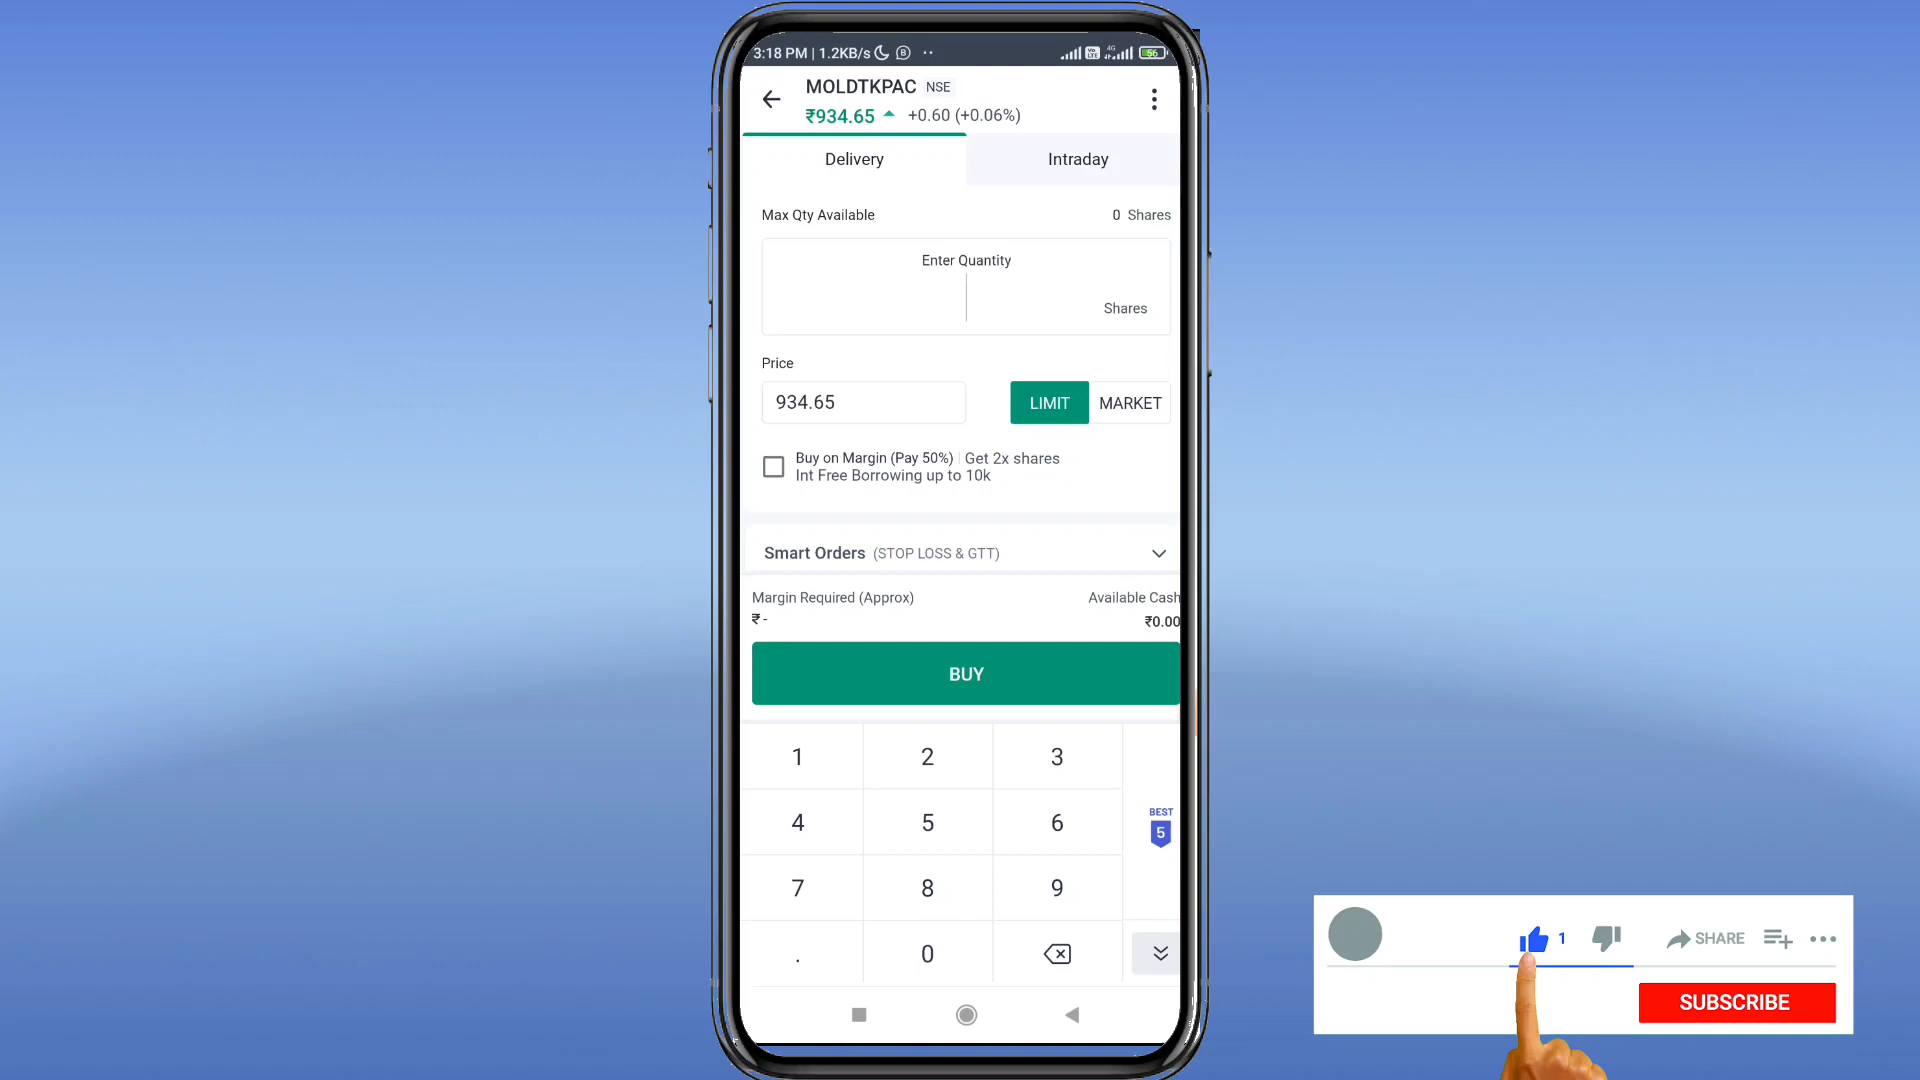 3:18 PM | 1.2KB/s
4G
56
MOLDTKPAC NSE
₹934.65 +0.60 (+0.06%)
Delivery
Intraday
Max Qty Available
0 Shares
Enter Quantity
Shares
Price
934.65
LIMIT
MARKET
Buy on Margin (Pay 50%) | Get 2x shares
Int Free Borrowing up to 10k
Smart Orders (STOP LOSS & GTT)
Margin Required (Approx)
Available Cash
₹ -
₹0.00
BUY
1 2 3
4 5 6
BEST
5
7 8 9
. 0
1
SHARE
SUBSCRIBE